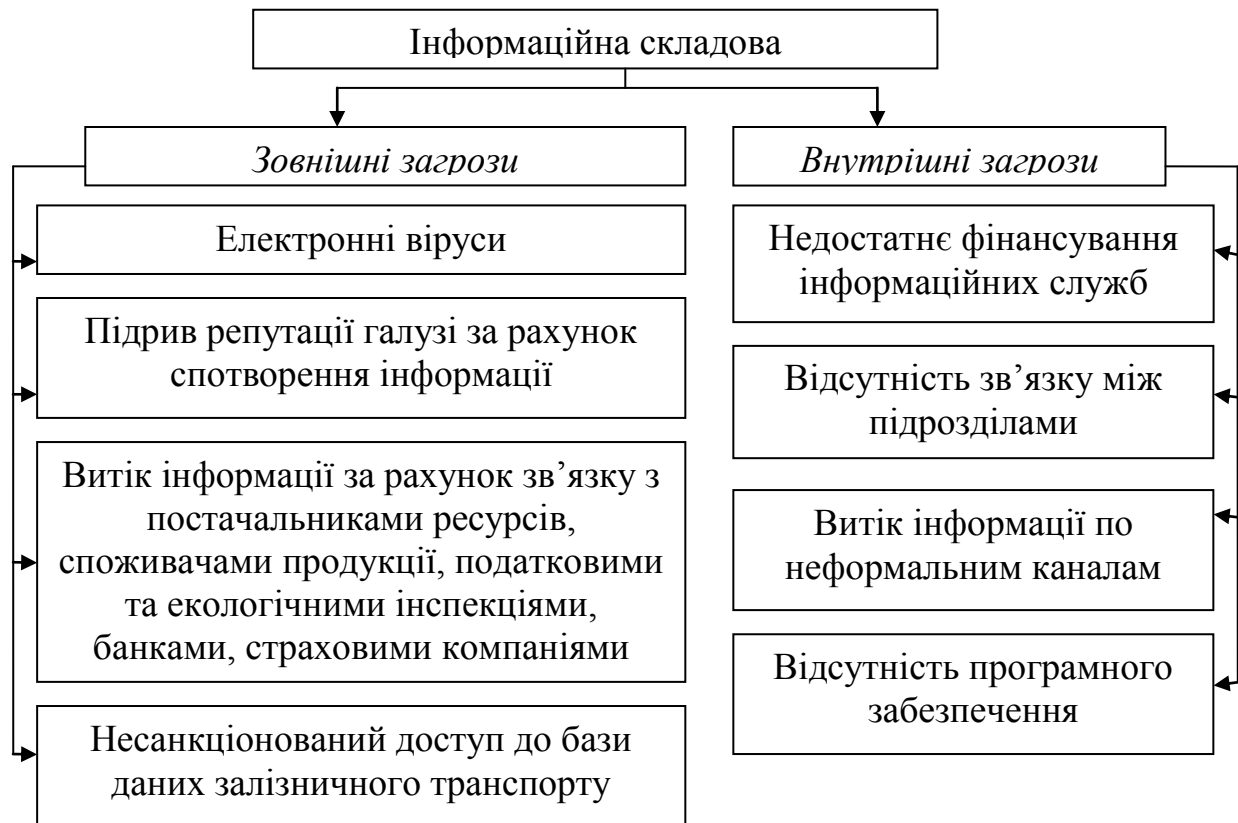 Інформаційна складова
Зовнішні загрози
Електронні віруси
Підрив репутації галузі за рахунок
спотворення інформації
Витік інформації за рахунок зв’язку з
постачальниками ресурсів,
споживачами продукції, податковими
та екологічними інспекціями,
банками, страховими компаніями
Несанкціонований доступ до бази
даних залізничного транспорту
Внутрішні загрози
Недостатнє фінансування
інформаційних служб
Відсутність зв’язку між
підрозділами
Витік інформації по
неформальним каналам
Відсутність програмного
забезпечення